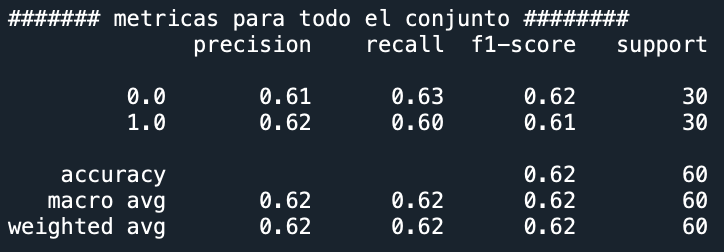 ####### metricas para todo el conjunto ########
precision recall f1-score support
0.0 0.61 0.63 0.62 30
1.0 0.62 0.60 0.61 30
accuracy 0.62 60
macro avg 0.62 0.62 0.62 60
weighted avg 0.62 0.62 0.62 60